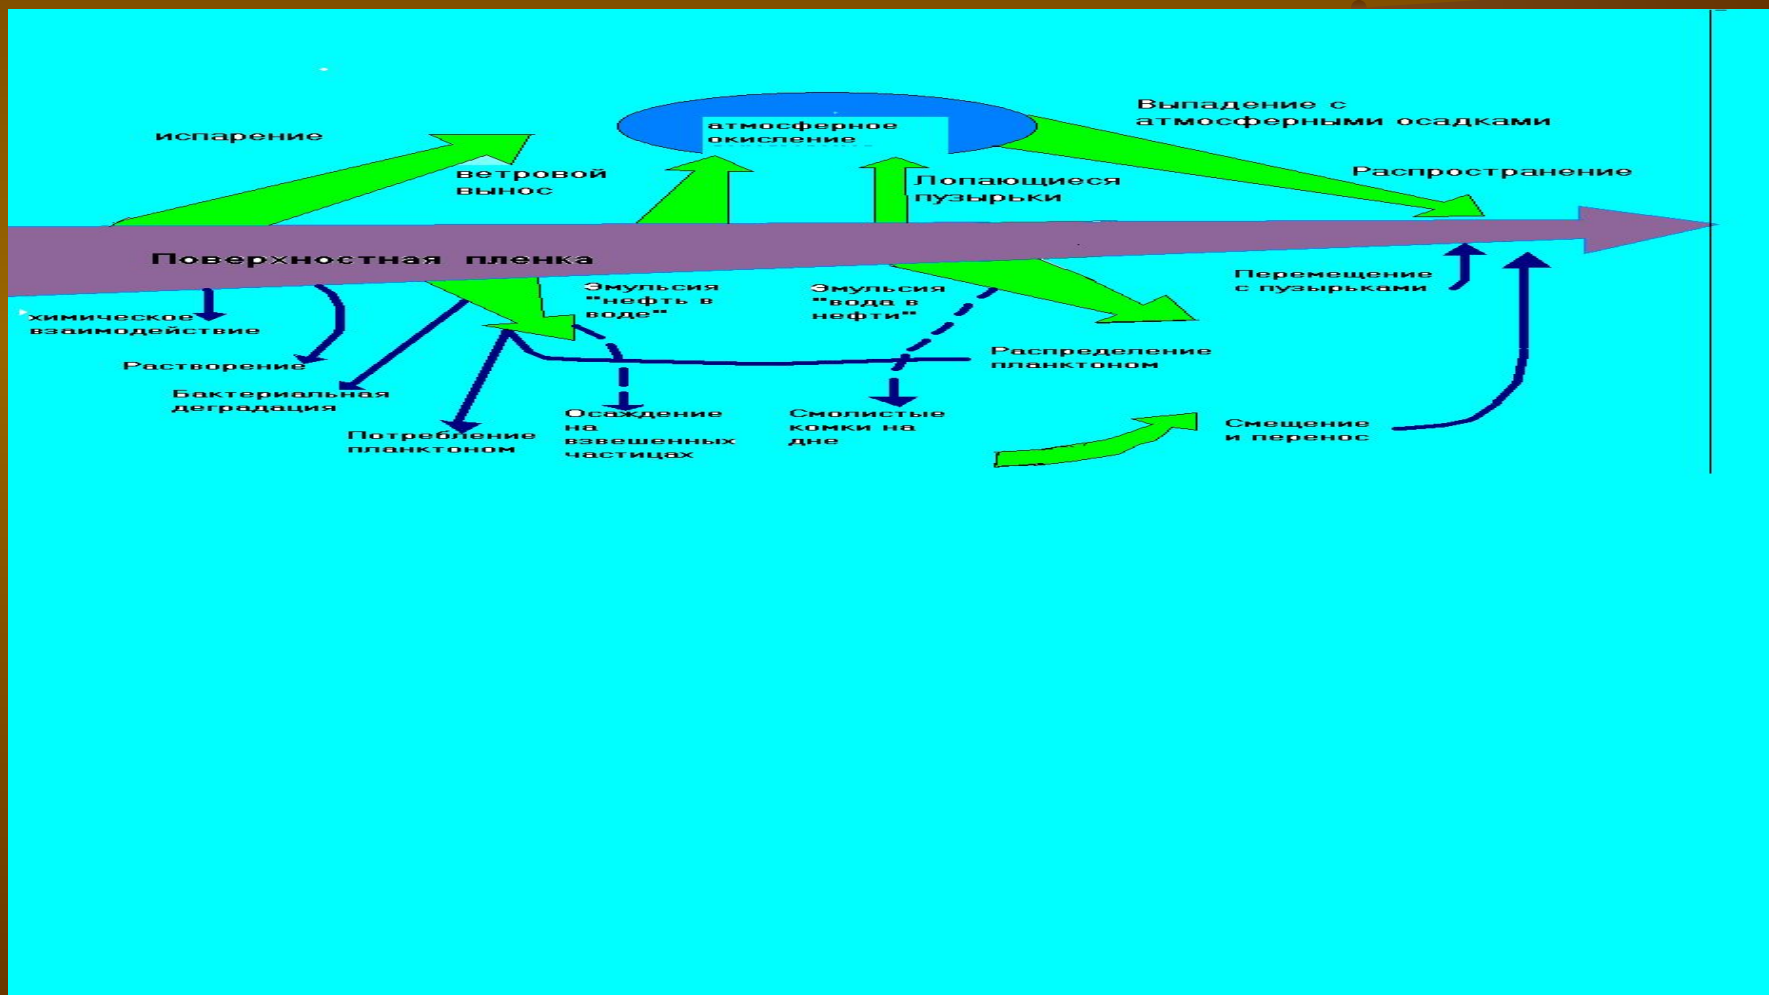 Выпадение с
атмосферными осадками
испарение
атмосферное
окисление
ветровой
вынос
Лопающиеся
пузырьки
Распространение
Поверхностная пленка
Эмульсия
"нефть в
воде"
Эмульсия
"вода в
нефти"
Перемещение
с пузырьками
химическое
взаимодействие
Растворение
Распределение
планктоном
Бактериальная
деградация
Потребление
планктоном
Осаждение
на
взвешенных
частицах
Смолистые
комки на
дне
Смещение
и перенос